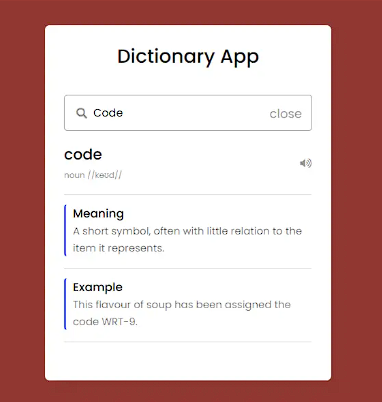 Dictionary App
Code close
code
noun //kəʊd//
Meaning
A short symbol, often with little relation to the
item it represents.
Example
This flavour of soup has been assigned the
code WRT-9.